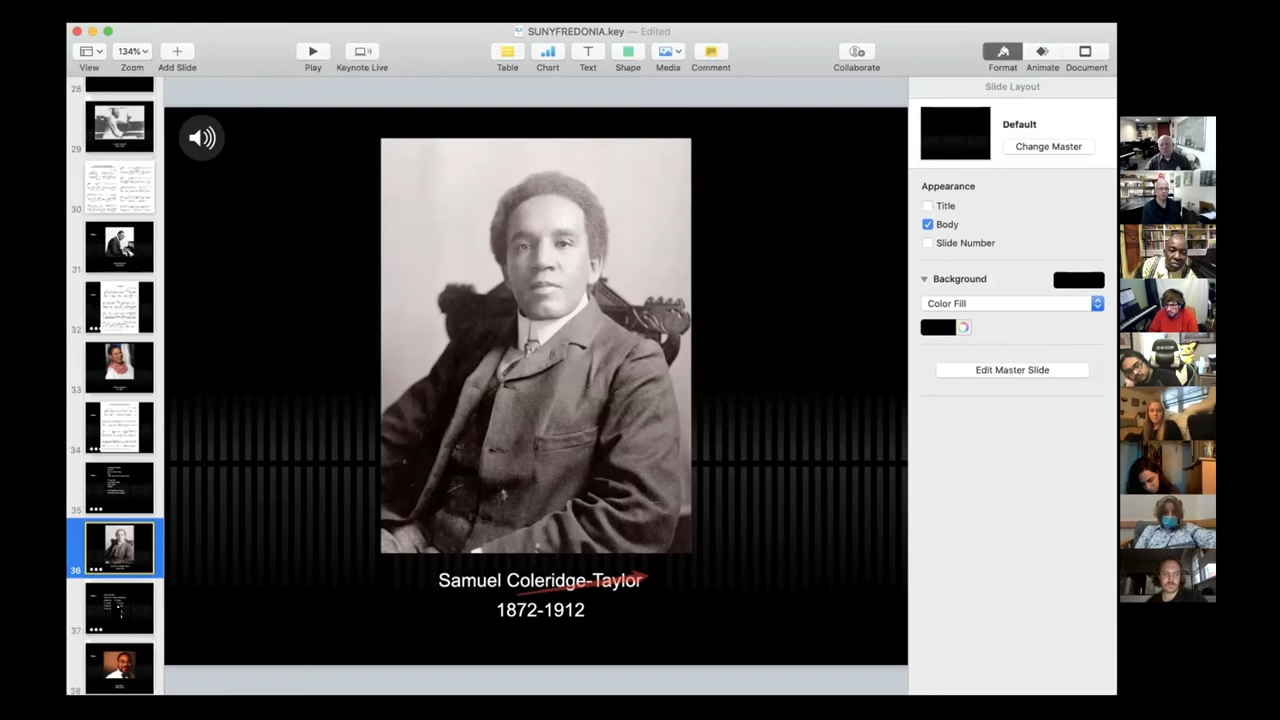 SUNYFREDONIA.key — Edited
134%
View Zoom Add Slide Play Keynote Live Table Chart Text Shape Media Comment Collaborate Format Animate Document
Slide Layout
Default
Change Master
Appearance
Title
Body
Slide Number
Background
Color Fill
Edit Master Slide
28
29
30
31
32
33
34
35
36
37
38
Samuel Coleridge-Taylor
1872-1912